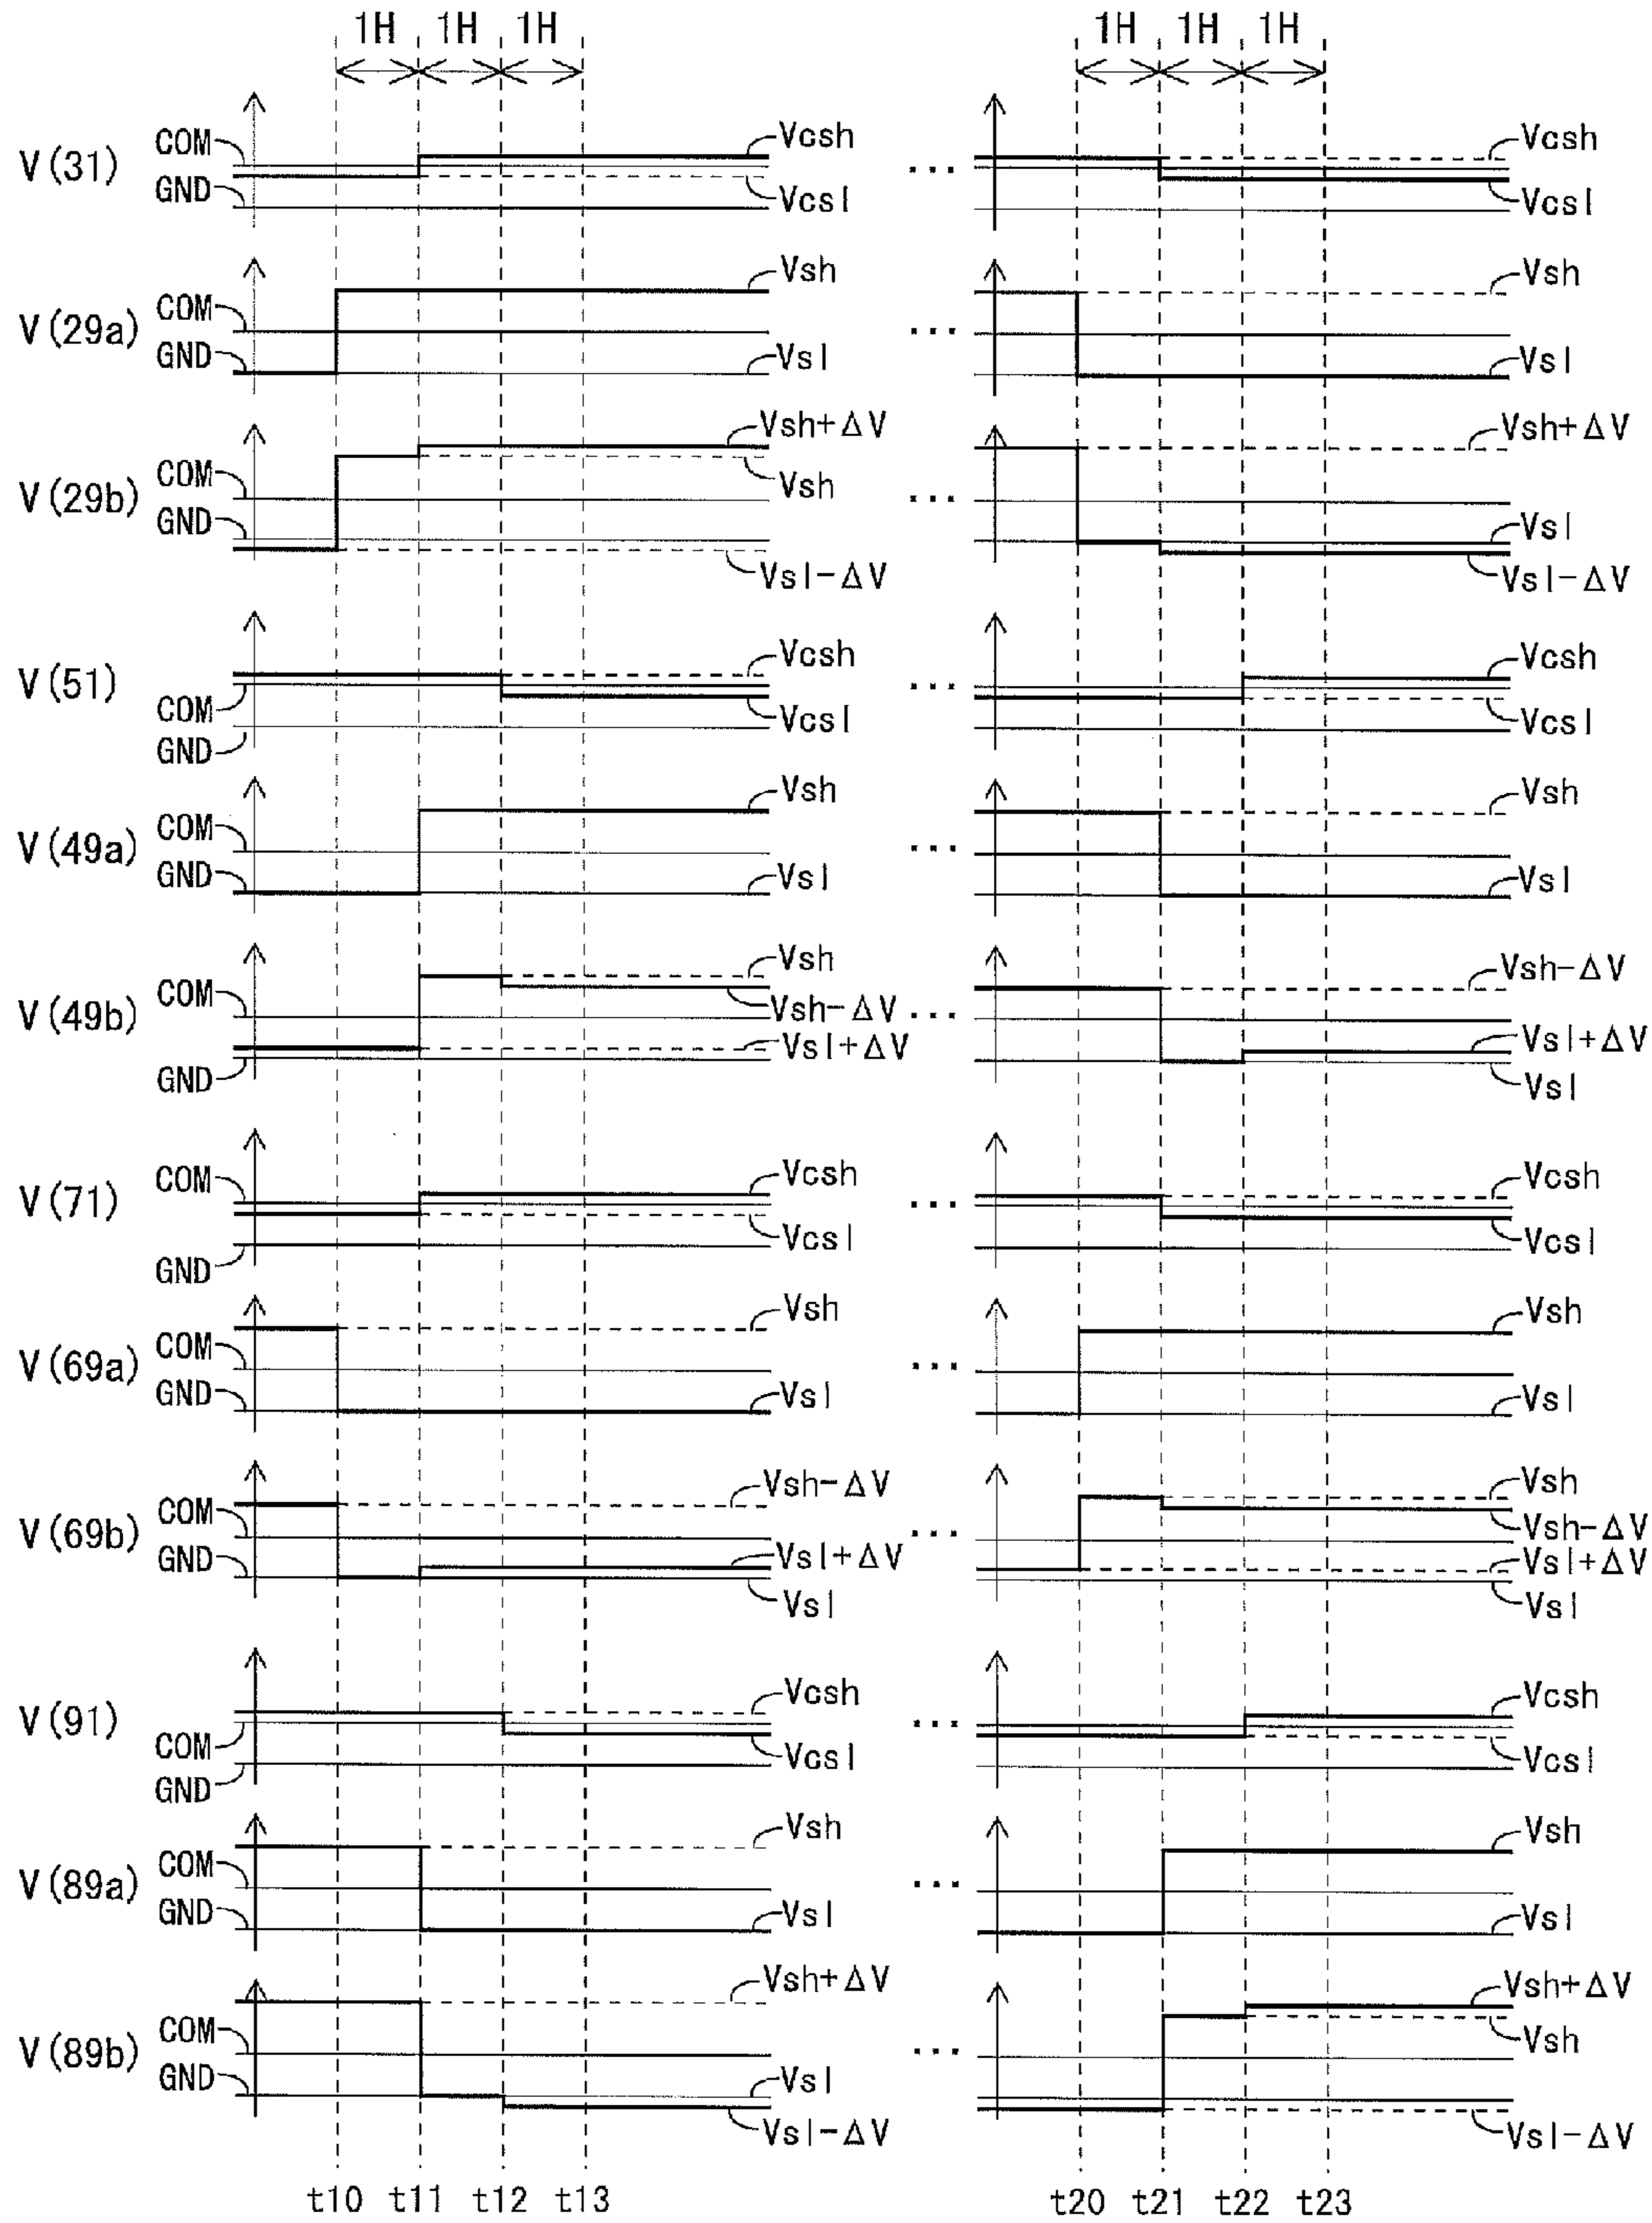 1H 1H 1H 1H 1H 1H
V(31) COM GND Vcsh Vcsl ... Vcsh Vcsl
V(29a) COM GND Vsh Vsl ... Vsh Vsl
V(29b) COM GND Vsh+ΔV Vsh Vsl-ΔV ... Vsh+ΔV Vsl Vsl-ΔV
V(51) COM GND Vcsh Vcsl ... Vcsh Vcsl
V(49a) COM GND Vsh Vsl ... Vsh Vsl
V(49b) COM GND Vsh Vsh-ΔV Vsl+ΔV ... Vsh-ΔV Vsl+ΔV Vsl
V(71) COM GND Vcsh Vcsl ... Vcsh Vcsl
V(69a) COM GND Vsh Vsl ... Vsh Vsl
V(69b) COM GND Vsh-ΔV Vsl+ΔV Vsl ... Vsh Vsh-ΔV Vsl+ΔV Vsl
V(91) COM GND Vcsh Vcsl ... Vcsh Vcsl
V(89a) COM GND Vsh Vsl ... Vsh Vsl
V(89b) COM GND Vsh+ΔV Vsl Vsl-ΔV ... Vsh+ΔV Vsh Vsl-ΔV
t10 t11 t12 t13 t20 t21 t22 t23